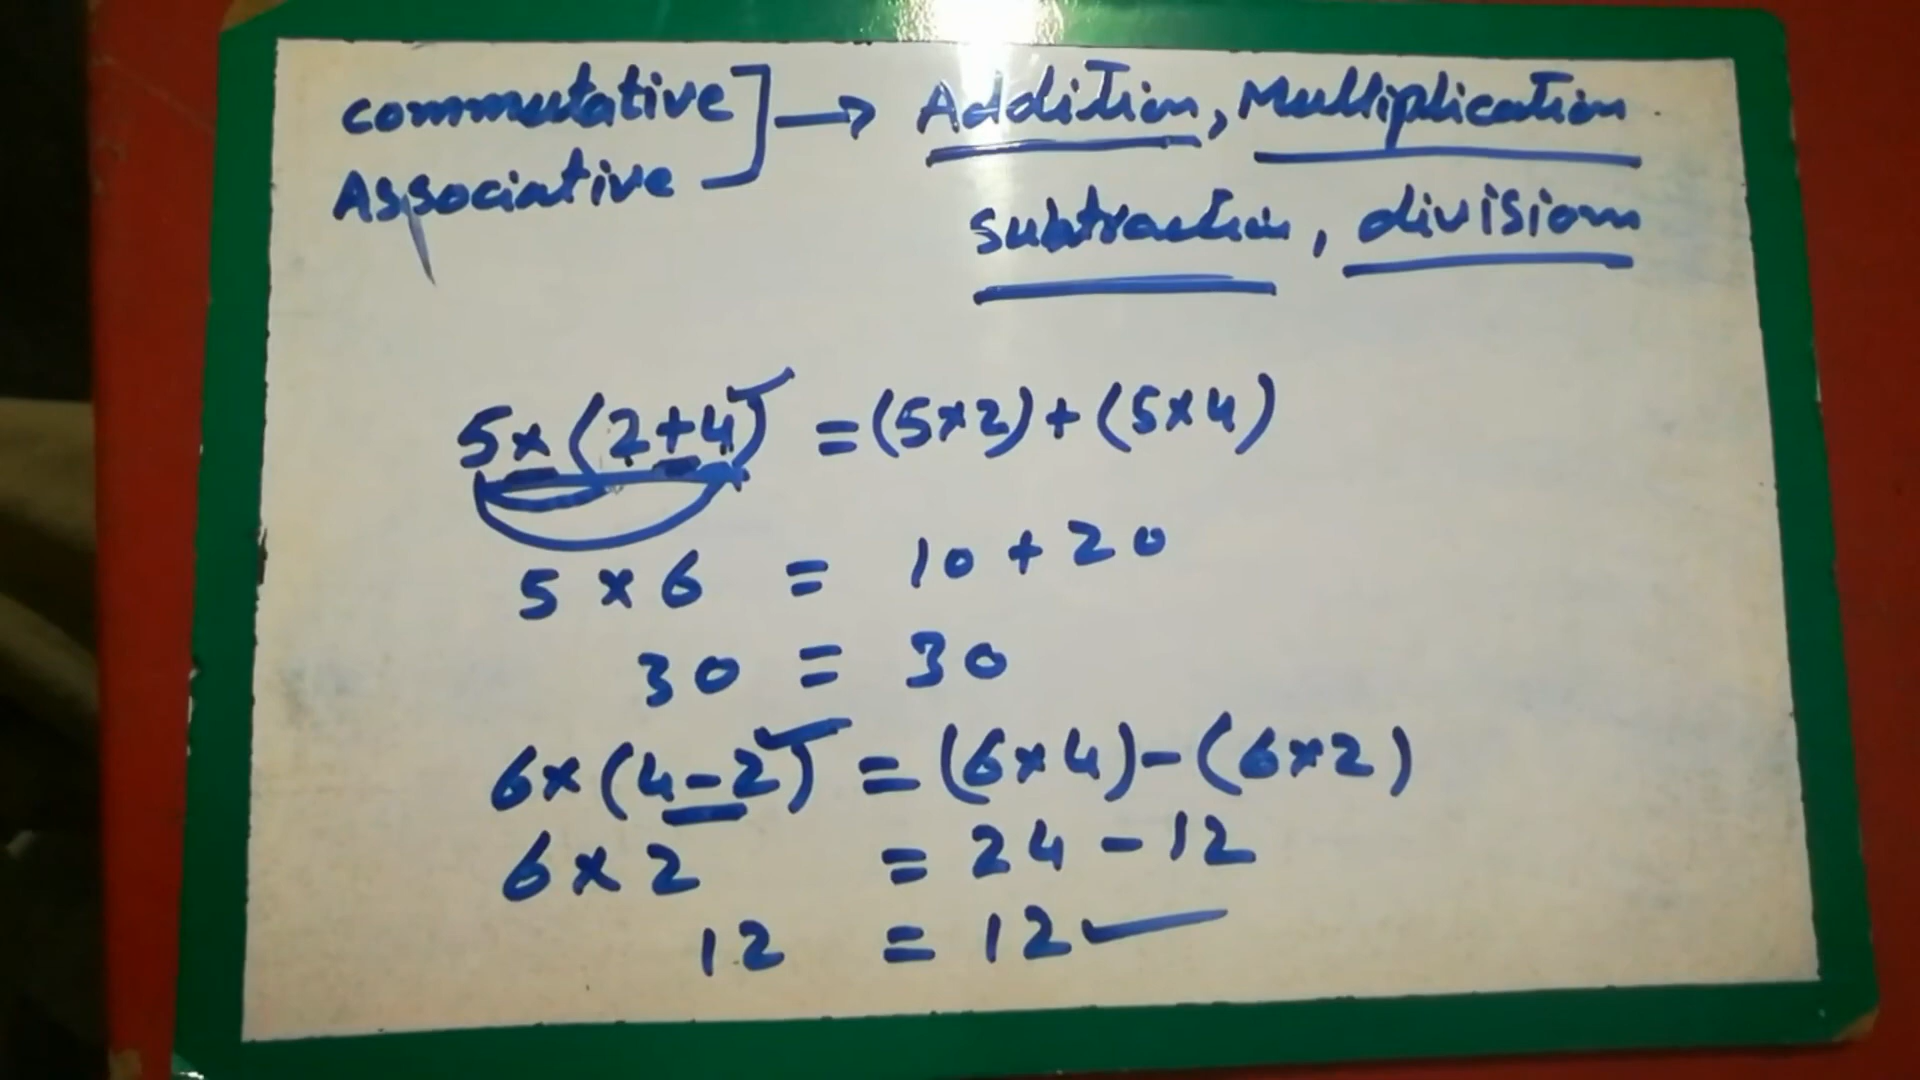 commutative] → Addition, Multiplication
Associative
subtraction, division
5×(2+4) = (5×2)+(5×4)
5 × 6 = 10 + 20
30 = 30
6×(4-2) = (6×4)-(6×2)
6×2 = 24 - 12
12 = 12